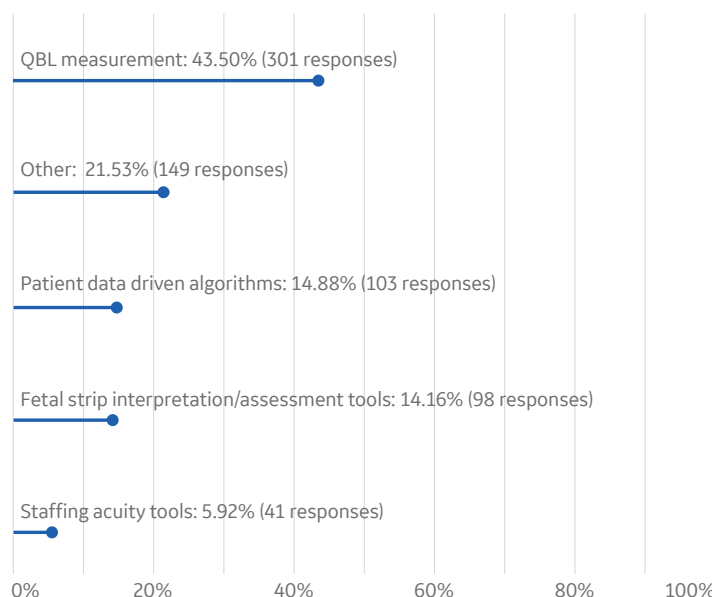 QBL measurement: 43.50% (301 responses)
Other: 21.53% (149 responses)
Patient data driven algorithms: 14.88% (103 responses)
Fetal strip interpretation/assessment tools: 14.16% (98 responses)
Staffing acuity tools: 5.92% (41 responses)
0% 20% 40% 60% 80% 100%